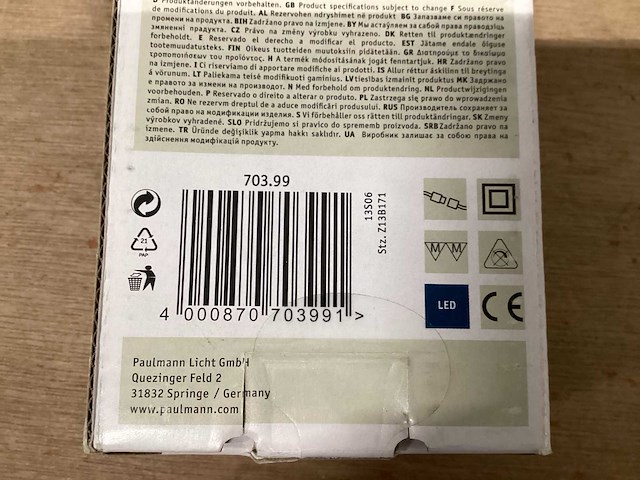 D Produktänderungen vorbehalten. GB Product specifications subject to change F Sous réserve
de modifications du produit. AL Rezervohen ndryshimet në produkt BG Запазваме си правото на
промени на продукта. BIH Zadržano pravo na izmjene. BY Мы астаўляем за сабой права праводзіць
змяненні прадукта. CZ Právo na změny výrobku vyhrazeno. DK Retten til produktændringer
forbeholdt. E Reservado el derecho a modificar el producto. EST Jätame endale õiguse
tootemuudatusteks. FIN Oikeus tuotteiden muutoksiin pidätetään. GR Διατηρούμε το δικαίωμα
τροποποιήσεων του προϊόντος. H A termék módosításának jogát fenntartjuk. HR Zadržano pravo
na izmjene. I Ci riserviamo di apportare modifiche ai prodotti. IS Allur réttur áskilinn til breytinga
á vörunum. LT Paliekama teisė modifikuoti gaminius. LV tiesības izmainīt produktus MK Задржано
е правото за измени на производот. N Med forbehold om produktendring. NL Productwijzigingen
voorbehouden. P Reservado o direito a alterar o produto. PL Zastrzega się prawo do wprowadzenia
zmian. RO Ne rezervm dreptul de a aduce modificări produsului. RUS Производитель сохраняет за
собой право на модификации изделия. S Vi förbehåller oss rätten till produktändringar. SK Zmeny
výrobkov vyhradené. SLO Pridržujemo si pravico do sprememb proizvoda. SRB Zadržano pravo na
izmene. TR Üründe değişiklik yapma hakkı saklıdır. UA Виробник залишає за собою право на
здійснення модифікацій продукту.
703.99
13S06
Stz. Z13B171
21
PAP
M M
LED
CE
4 000870 703991 >
Paulmann Licht GmbH
Quezinger Feld 2
31832 Springe / Germany
www.paulmann.com